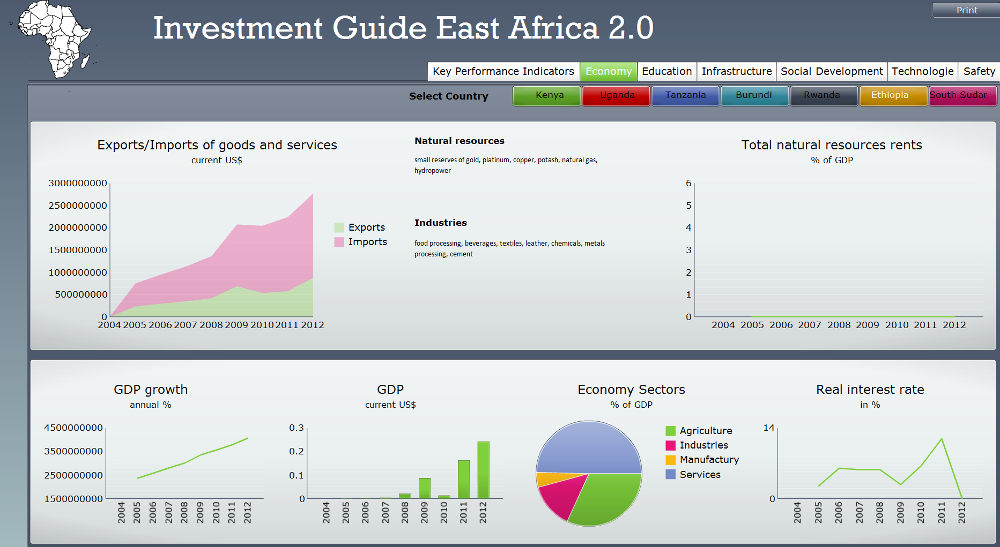 Investment Guide East Africa 2.0
Print
Key Performance Indicators Economy Education Infrastructure Social Development Technologie Safety
Select Country Kenya Uganda Tanzania Burundi Rwanda Ethiopia South Sudar
Exports/Imports of goods and services
current US$
3000000000
2500000000
2000000000
1500000000
1000000000
500000000
0
2004 2005 2006 2007 2008 2009 2010 2011 2012
Exports
Imports
Natural resources
small reserves of gold, platinum, copper, potash, natural gas,
hydropower
Industries
food processing, beverages, textiles, leather, chemicals, metals
processing, cement
Total natural resources rents
% of GDP
6
5
4
3
2
1
0
2004 2005 2006 2007 2008 2009 2010 2011 2012
GDP growth
annual %
4500000000
3500000000
2500000000
1500000000
2004 2005 2006 2007 2008 2009 2010 2011 2012
GDP
current US$
0.3
0.2
0.1
0
2004 2005 2006 2007 2008 2009 2010 2011 2012
Economy Sectors
% of GDP
Agriculture
Industries
Manufactury
Services
Real interest rate
in %
14
0
2004 2005 2006 2007 2008 2009 2010 2011 2012